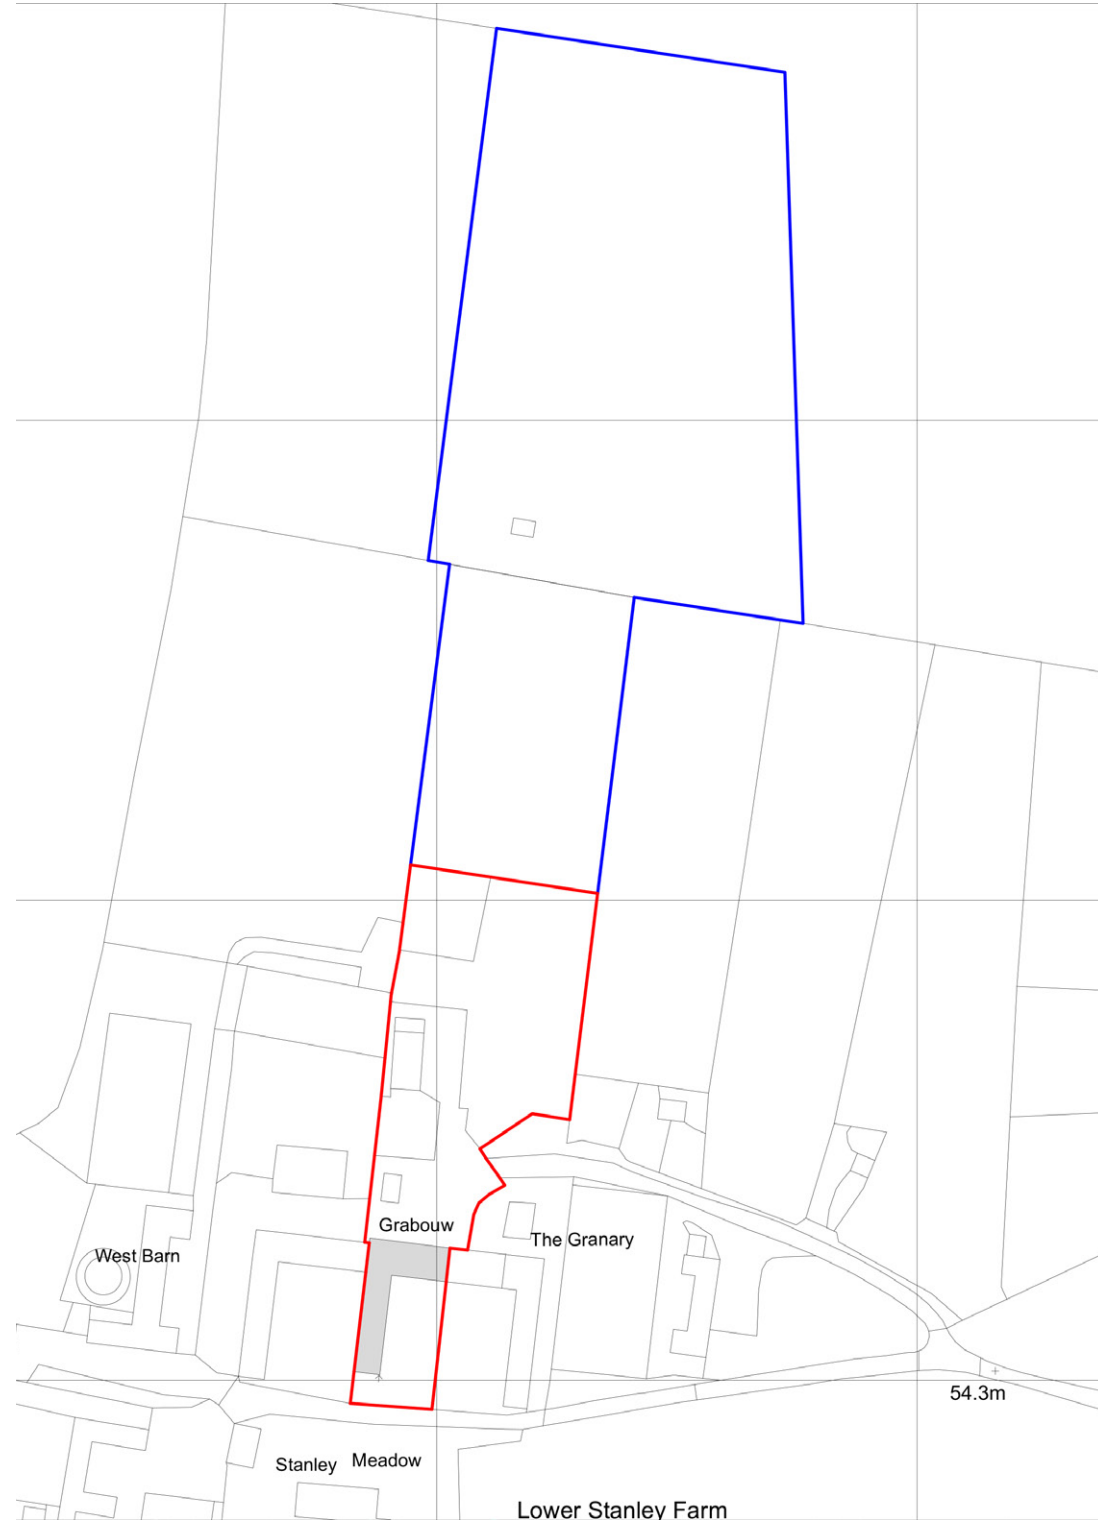 Grabouw
The Granary
West Barn
54.3m
Stanley Meadow
Lower Stanley Farm